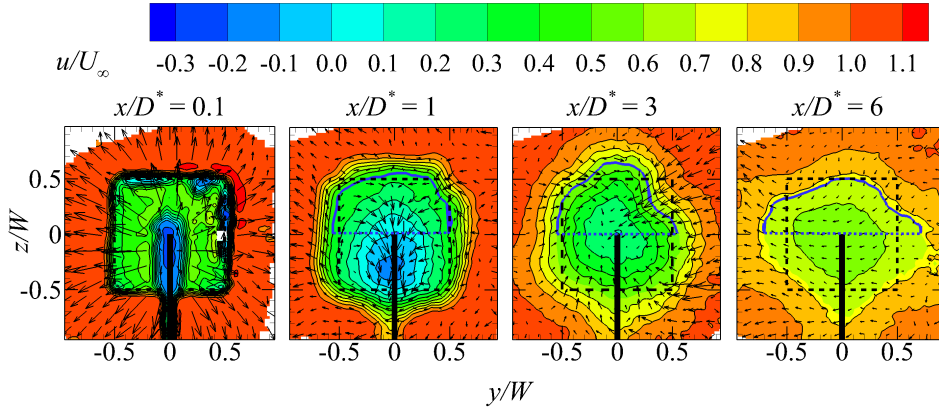 u/U∞ -0.3 -0.2 -0.1 0.0 0.1 0.2 0.3 0.4 0.5 0.6 0.7 0.8 0.9 1.0 1.1
x/D* = 0.1 x/D* = 1 x/D* = 3 x/D* = 6
0.5
0
-0.5
z/W
-0.5 0 0.5 -0.5 0 0.5 -0.5 0 0.5 -0.5 0 0.5
y/W